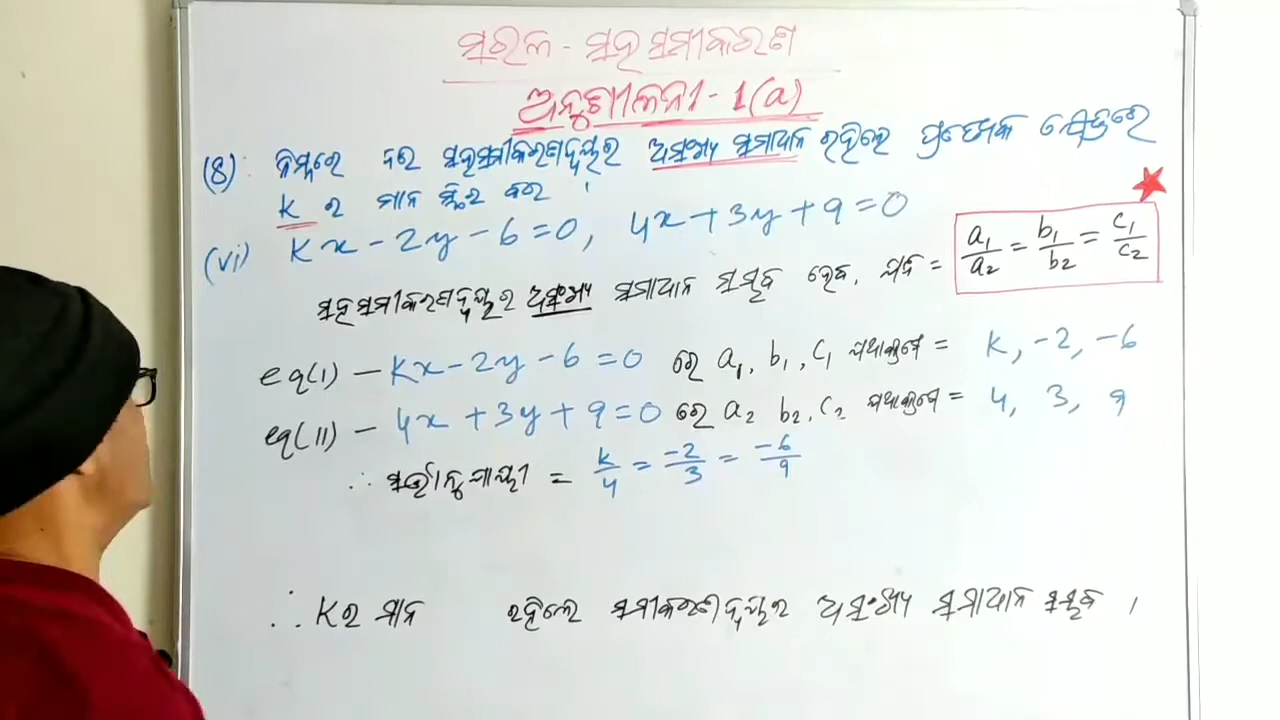 ସରଳ - ସହ ସମୀକରଣ
ଅନୁଶୀଳନୀ - 1(a)
(8) ନିମ୍ନରେ ଦତ୍ତ ସହସମୀକରଣଦ୍ୱୟର ଅସଂଖ୍ୟ ସମାଧାନ ରହିଲେ ପ୍ରତ୍ୟେକ କ୍ଷେତ୍ରରେ
K ର ମାନ ସ୍ଥିର କର ।
(vi) Kx - 2y - 6 = 0, 4x + 3y + 9 = 0
ସହସମୀକରଣଦ୍ୱୟର ଅସଂଖ୍ୟ ସମାଧାନ ସମ୍ଭବ ହେବ, ଯଦି = a₁/a₂ = b₁/b₂ = c₁/c₂
eq(I) - Kx - 2y - 6 = 0 ରେ a₁, b₁, c₁ ଯଥାକ୍ରମେ = K, -2, -6
eq(II) - 4x + 3y + 9 = 0 ରେ a₂ b₂, c₂ ଯଥାକ୍ରମେ = 4, 3, 9
∴ ସର୍ତ୍ତାନୁଯାୟୀ = K/4 = -2/3 = -6/9
∴ K ର ମାନ ରହିଲେ ସମୀକରଣଦ୍ୱୟର ଅସଂଖ୍ୟ ସମାଧାନ ସମ୍ଭବ ।